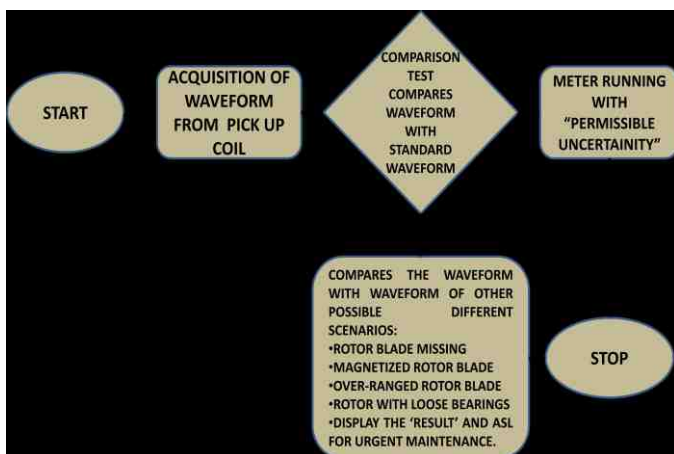 START
ACQUISITION OF
WAVEFORM
FROM PICK UP
COIL
COMPARISON
TEST
COMPARES
WAVEFORM
WITH
STANDARD
WAVEFORM
METER RUNNING
WITH
“PERMISSIBLE
UNCERTAINITY”
COMPARES THE WAVEFORM
WITH WAVEFORM OF OTHER
POSSIBLE DIFFERENT
SCENARIOS:
•ROTOR BLADE MISSING
•MAGNETIZED ROTOR BLADE
•OVER-RANGED ROTOR BLADE
•ROTOR WITH LOOSE BEARINGS
•DISPLAY THE ‘RESULT’ AND ASL
FOR URGENT MAINTENANCE.
STOP